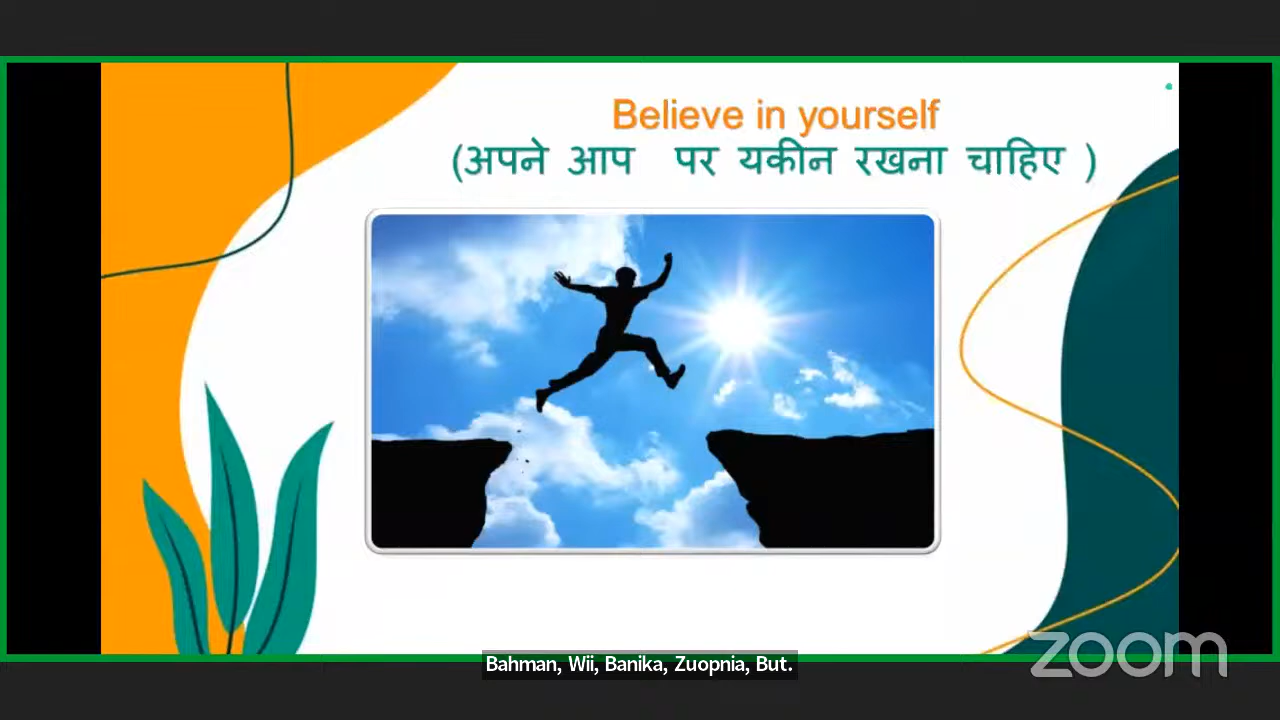 Believe in yourself
(अपने आप पर यकीन रखना चाहिए )
zoom
Bahman, Wii, Banika, Zuopnia, But.